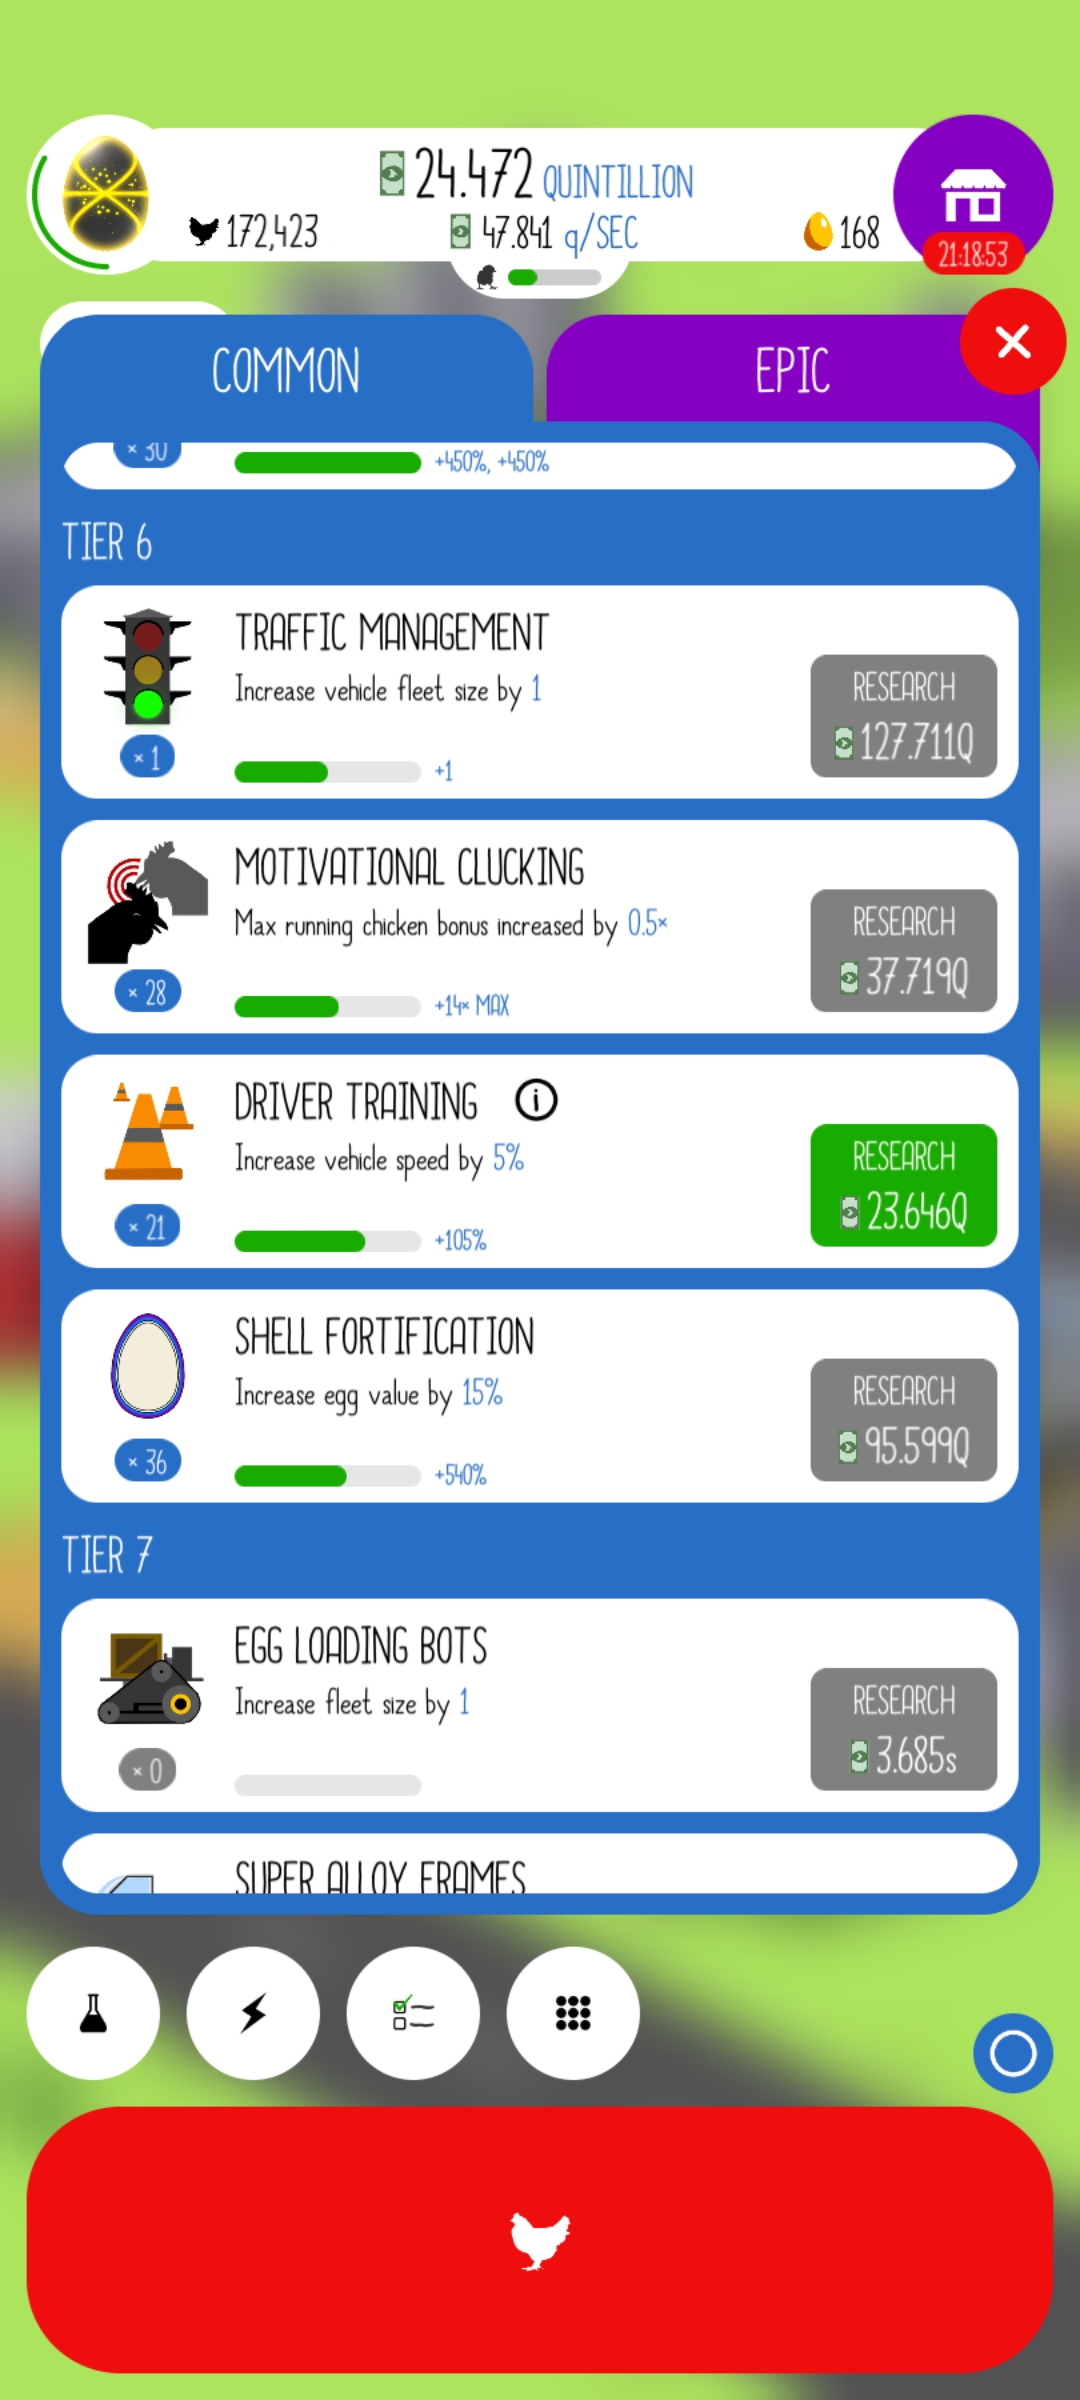 24.472 QUINTILLION
172,423
47.841 q/SEC
168
21:18:53
COMMON
EPIC
× 30
+450%, +450%
TIER 6
TRAFFIC MANAGEMENT
Increase vehicle fleet size by 1
× 1
+1
RESEARCH
127.711Q
MOTIVATIONAL CLUCKING
Max running chicken bonus increased by 0.5×
× 28
+14× MAX
RESEARCH
37.719Q
DRIVER TRAINING i
Increase vehicle speed by 5%
× 21
+105%
RESEARCH
23.646Q
SHELL FORTIFICATION
Increase egg value by 15%
× 36
+540%
RESEARCH
95.599Q
TIER 7
EGG LOADING BOTS
Increase fleet size by 1
× 0
RESEARCH
3.685s
SUPER ALLOY FRAMES